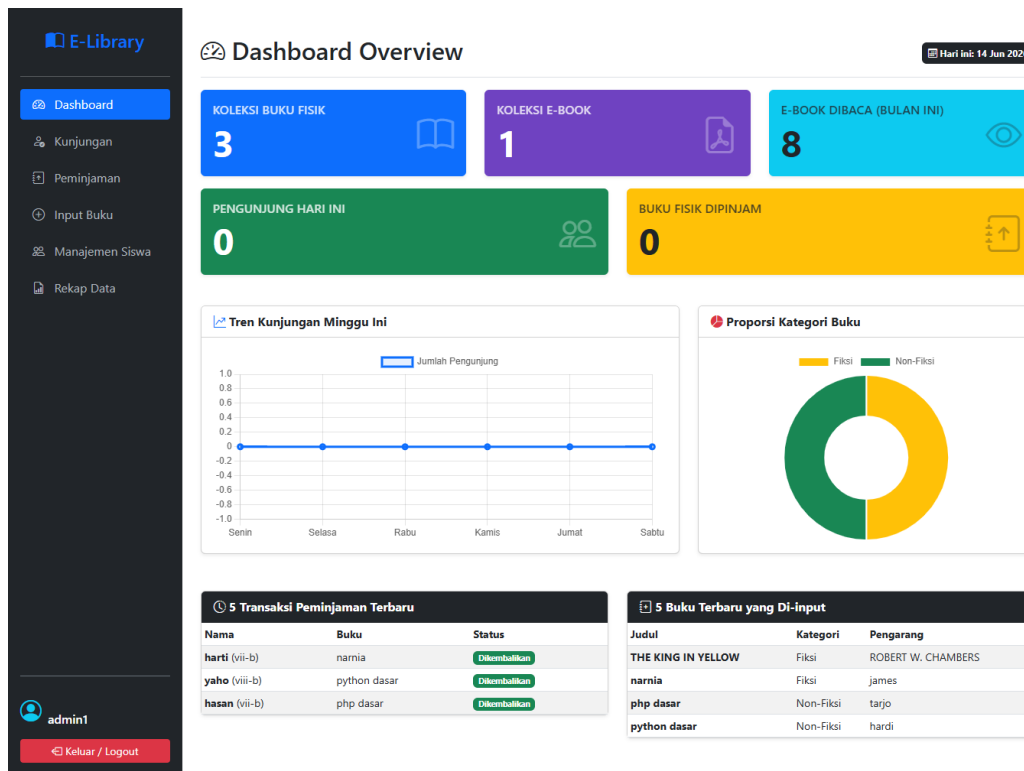 E-Library
Dashboard
Kunjungan
Peminjaman
Input Buku
Manajemen Siswa
Rekap Data
admin1
Keluar / Logout
Dashboard Overview
Hari ini: 14 Jun
KOLEKSI BUKU FISIK
3
KOLEKSI E-BOOK
1
E-BOOK DIBACA (BULAN INI)
8
PENGUNJUNG HARI INI
0
BUKU FISIK DIPINJAM
0
Tren Kunjungan Minggu Ini
Jumlah Pengunjung
1.0
0.8
0.6
0.4
0.2
0
-0.2
-0.4
-0.6
-0.8
-1.0
Senin Selasa Rabu Kamis Jumat Sabtu
Proporsi Kategori Buku
Fiksi Non-Fiksi
5 Transaksi Peminjaman Terbaru
Nama Buku Status
harti (vii-b) narnia Dikembalikan
yaho (viii-b) python dasar Dikembalikan
hasan (vii-b) php dasar Dikembalikan
5 Buku Terbaru yang Di-input
Judul Kategori Pengarang
THE KING IN YELLOW Fiksi ROBERT W. CHAMBERS
narnia Fiksi james
php dasar Non-Fiksi tarjo
python dasar Non-Fiksi hardi